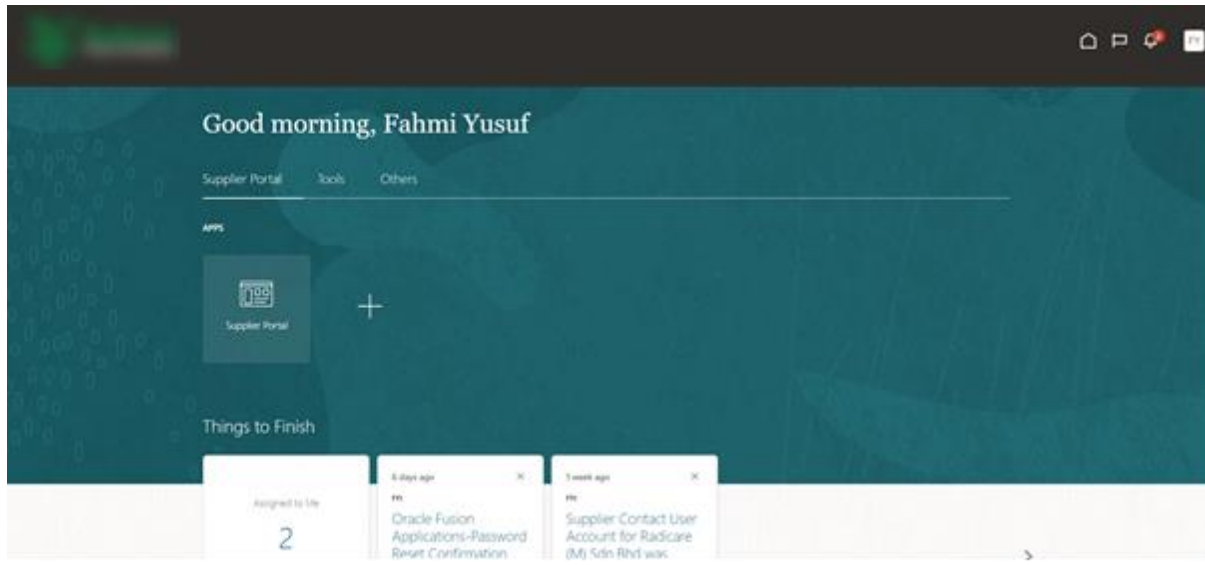 Good morning, Fahmi Yusuf
Supplier Portal Tools Others
APPS
Supplier Portal
Things to Finish
Assigned to Me
2
6 days ago
FYI
Oracle Fusion
Applications-Password
Reset Confirmation
1 week ago
FYI
Supplier Contact User
Account for Radicare
(M) Sdn Bhd was